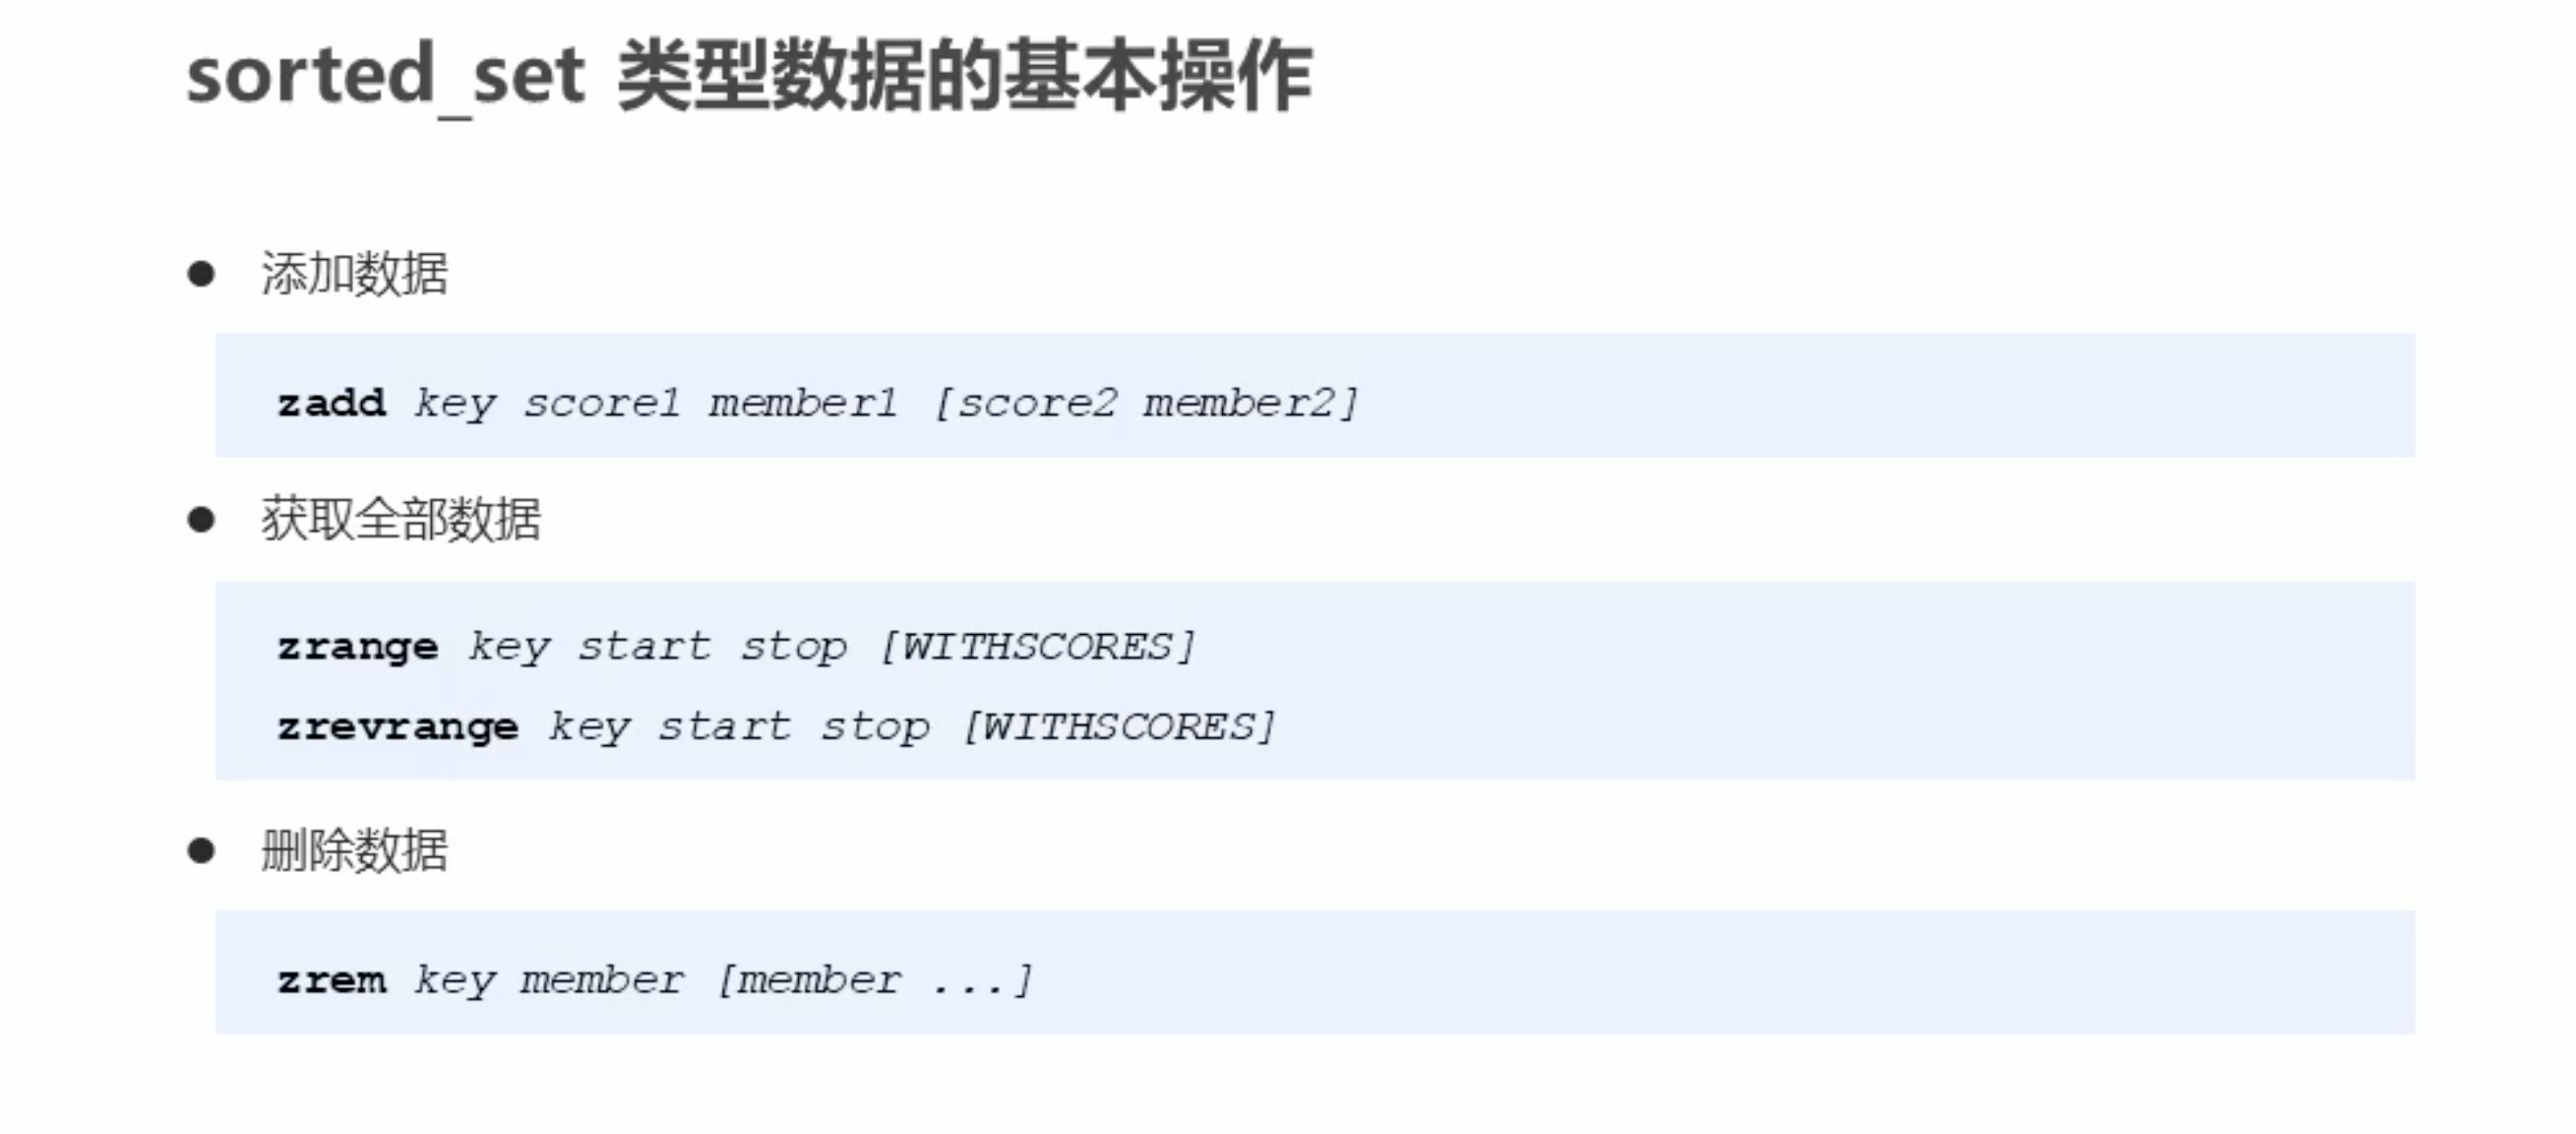 sorted_set 类型数据的基本操作
● 添加数据
zadd key score1 member1 [score2 member2]
● 获取全部数据
zrange key start stop [WITHSCORES]
zrevrange key start stop [WITHSCORES]
● 删除数据
zrem key member [member ...]